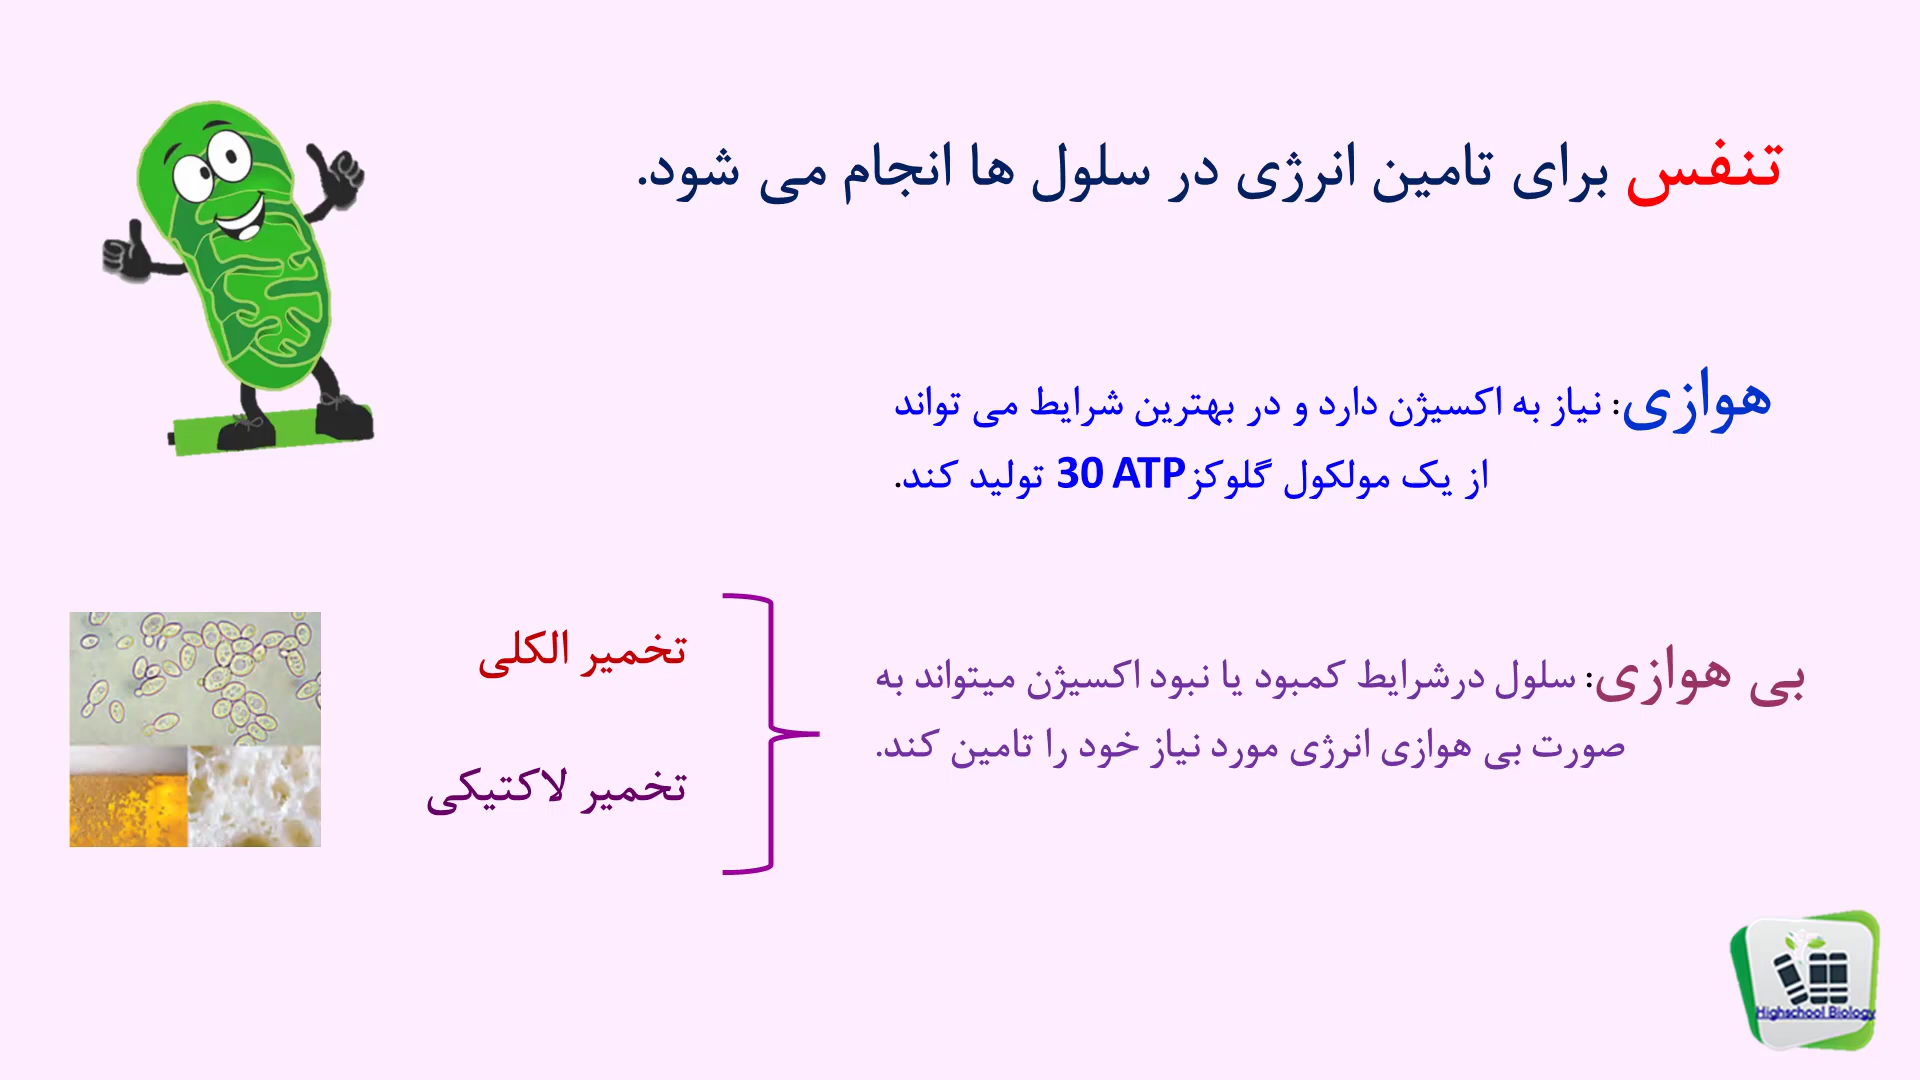 تنفس برای تامین انرژی در سلول ها انجام می شود.
هوازی: نیاز به اکسیژن دارد و در بهترین شرایط می تواند
از یک مولکول گلوکز 30 ATP تولید کند.
بی هوازی: سلول درشرایط کمبود یا نبود اکسیژن میتواند به
صورت بی هوازی انرژی مورد نیاز خود را تامین کند.
تخمیر الکلی
تخمیر لاکتیکی
Highschool Biology